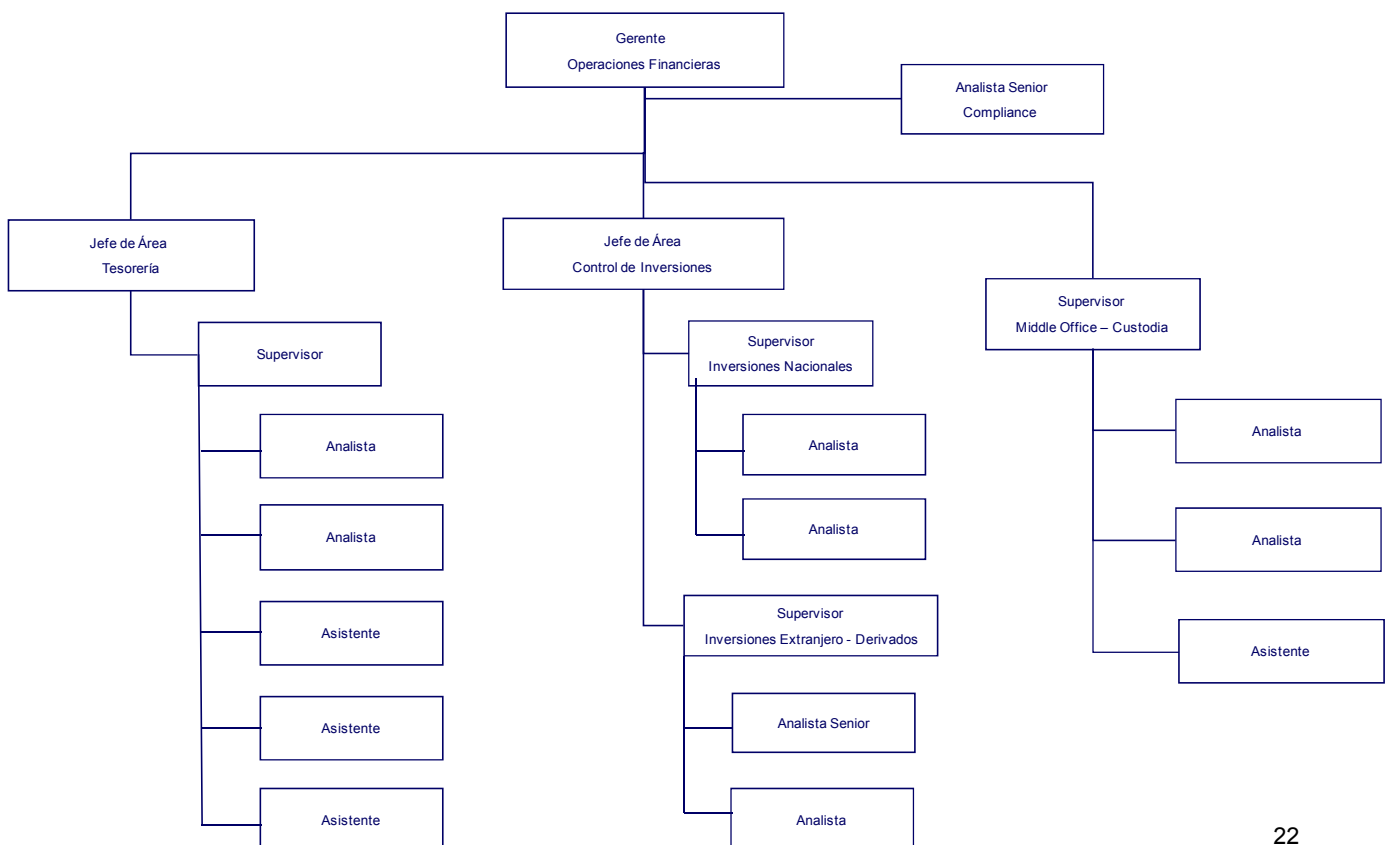 Gerente
Operaciones Financieras
Analista Senior
Compliance
Jefe de Área
Tesorería
Supervisor
Analista
Analista
Asistente
Asistente
Asistente
Jefe de Área
Control de Inversiones
Supervisor
Inversiones Nacionales
Analista
Analista
Supervisor
Inversiones Extranjero - Derivados
Analista Senior
Analista
Supervisor
Middle Office – Custodia
Analista
Analista
Asistente
22